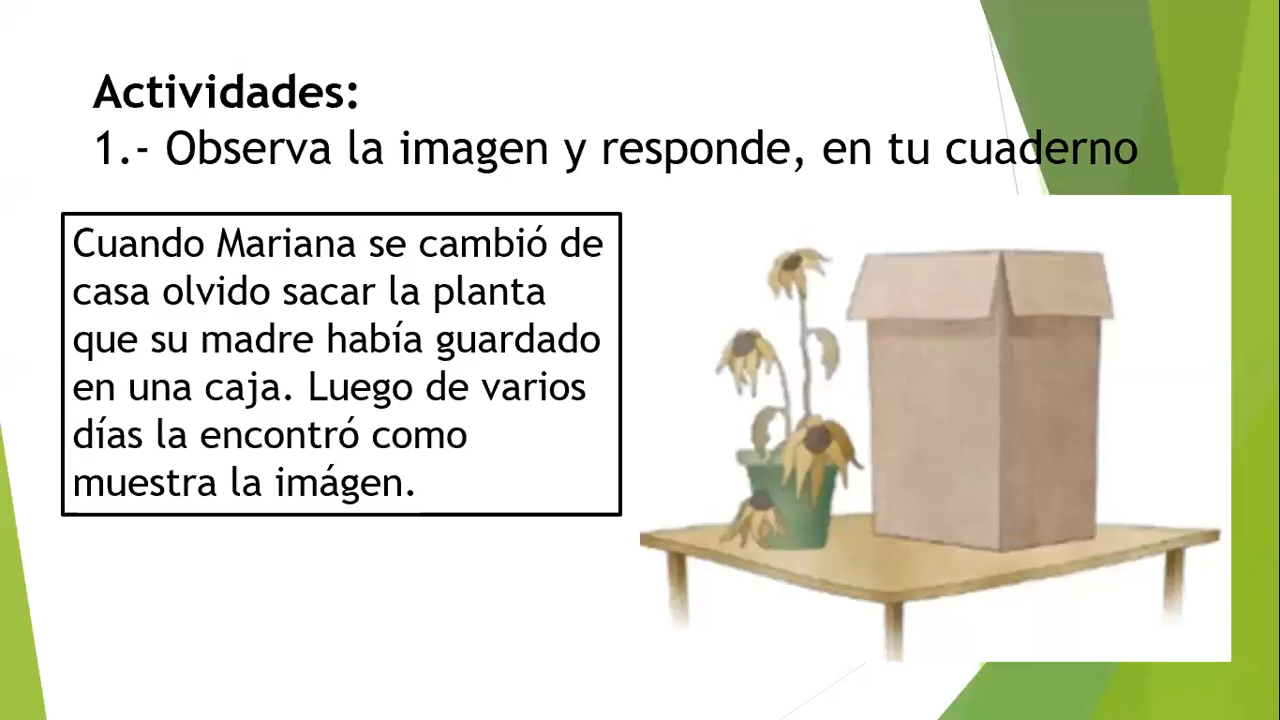 Actividades:
1.- Observa la imagen y responde, en tu cuaderno
Cuando Mariana se cambió de
casa olvido sacar la planta
que su madre había guardado
en una caja. Luego de varios
días la encontró como
muestra la imágen.